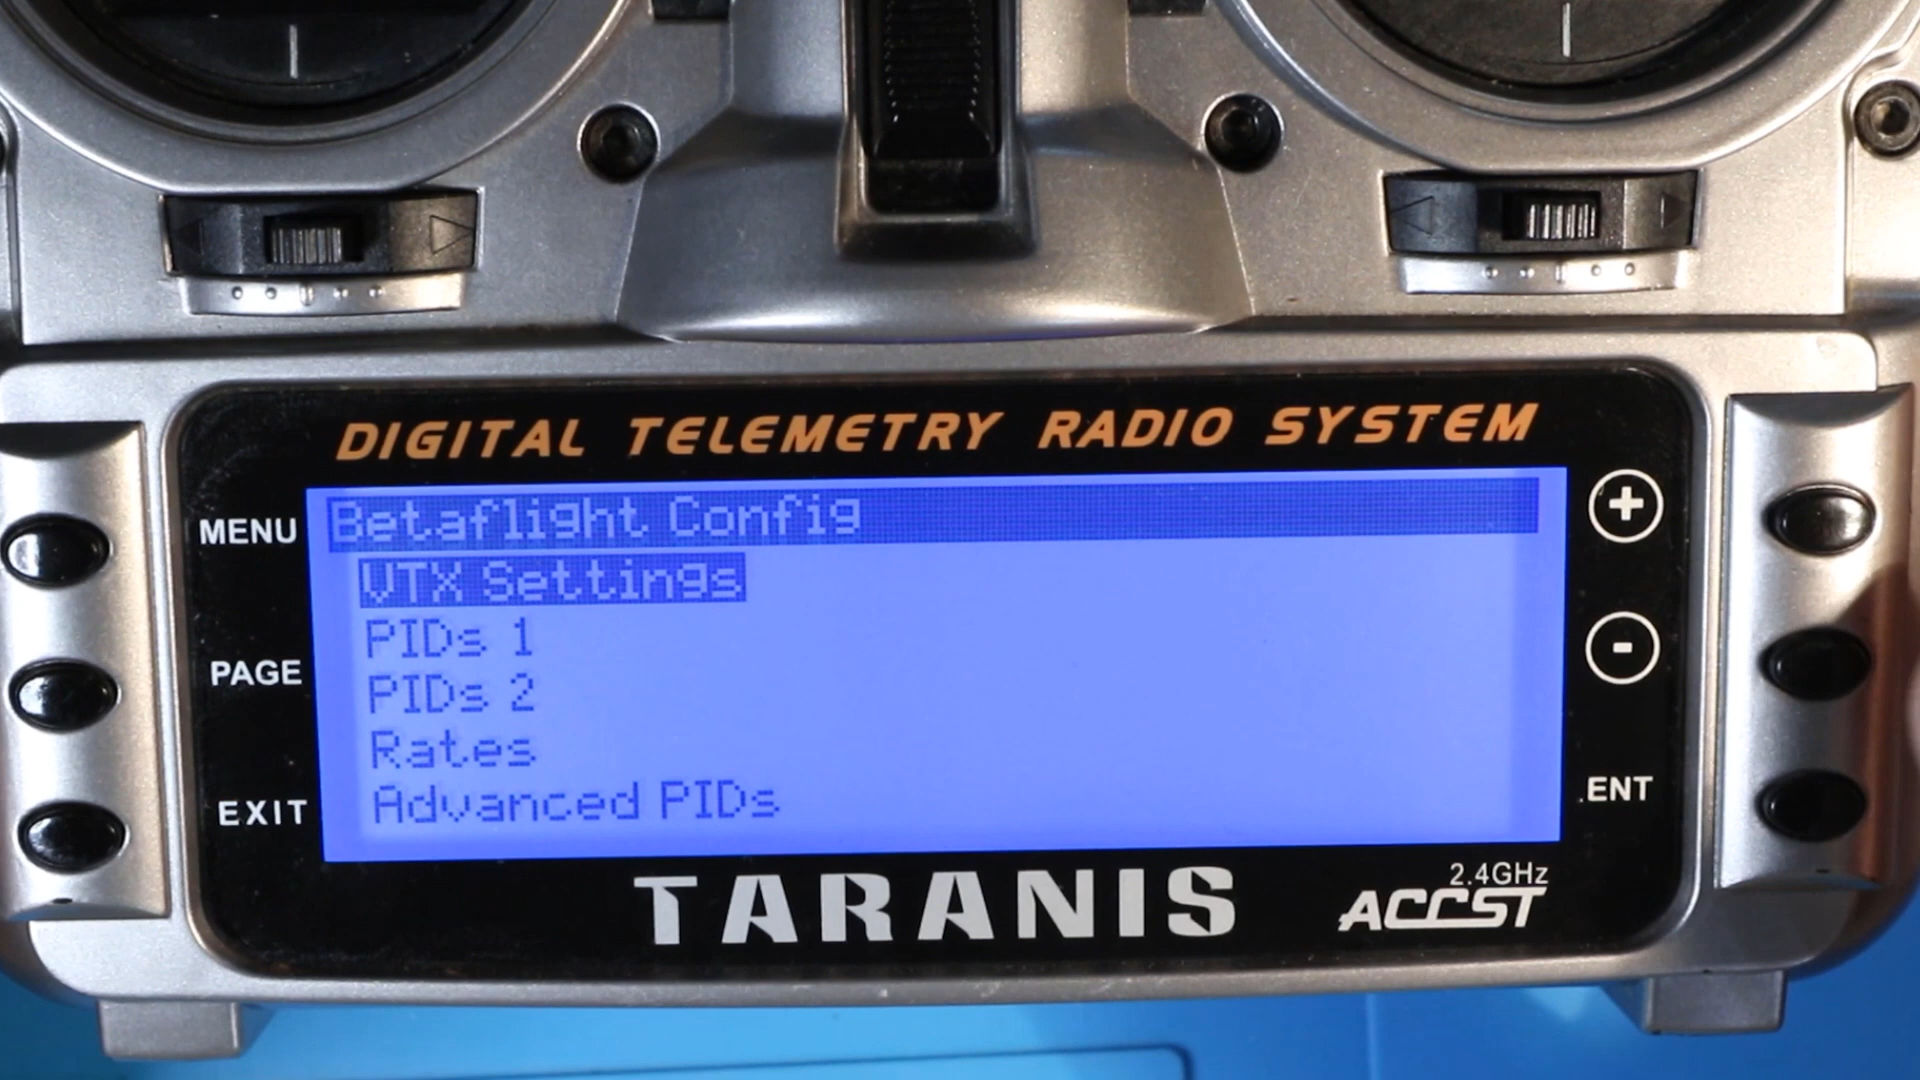 DIGITAL TELEMETRY RADIO SYSTEM
MENU
PAGE
EXIT
Betaflight Config
VTX Settings
PIDs 1
PIDs 2
Rates
Advanced PIDs
+
-
ENT
TARANIS
2.4GHz
ACCST